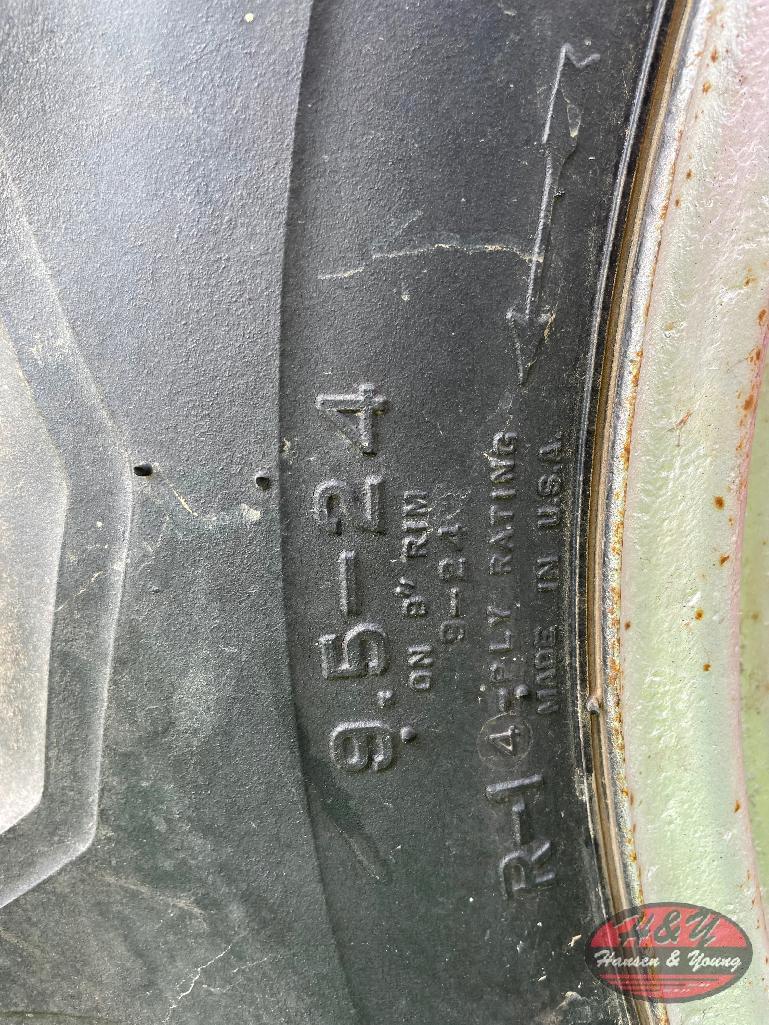 9.5-24
ON 8" RIM
9-24
R-1 4 PLY RATING
MADE IN U.S.A.
H&Y
Hansen & Young